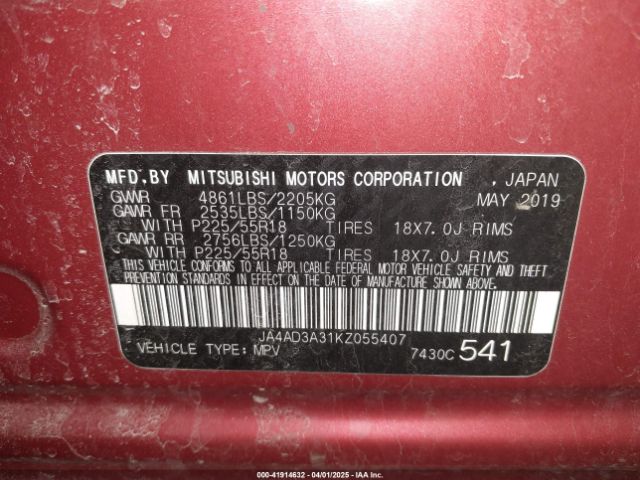 MFD.BY MITSUBISHI MOTORS CORPORATION , JAPAN
GVWR 4861LBS/2205KG MAY 2019
GAWR FR 2535LBS/1150KG
WITH P225/55R18 TIRES 18X7.0J RIMS
GAWR RR 2756LBS/1250KG
WITH P225/55R18 TIRES 18X7.0J RIMS
THIS VEHICLE CONFORMS TO ALL APPLICABLE FEDERAL MOTOR VEHICLE SAFETY AND THEFT
PREVENTION STANDARDS IN EFFECT ON THE DATE OF MANUFACTURE SHOWN ABOVE.
JA4AD3A31KZ055407
VEHICLE TYPE: MPV 7430C 541
000-41914632 04/01/2025 IAA Inc.